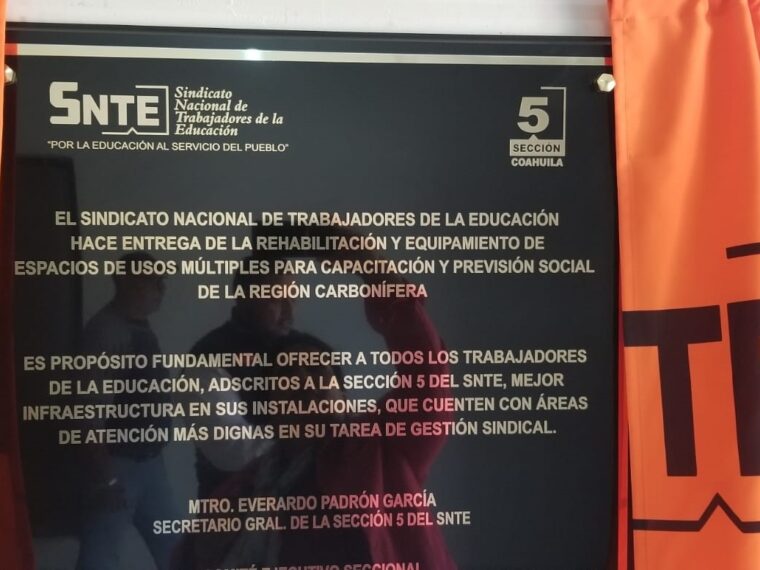 SNTE
Sindicato
Nacional de
Trabajadores de la
Educación
"POR LA EDUCACIÓN AL SERVICIO DEL PUEBLO"
5
SECCIÓN
COAHUILA
EL SINDICATO NACIONAL DE TRABAJADORES DE LA EDUCACIÓN
HACE ENTREGA DE LA REHABILITACIÓN Y EQUIPAMIENTO DE
ESPACIOS DE USOS MÚLTIPLES PARA CAPACITACIÓN Y PREVISIÓN SOCIAL
DE LA REGIÓN CARBONÍFERA
ES PROPÓSITO FUNDAMENTAL OFRECER A TODOS LOS TRABAJADORES
DE LA EDUCACIÓN, ADSCRITOS A LA SECCIÓN 5 DEL SNTE, MEJOR
INFRAESTRUCTURA EN SUS INSTALACIONES, QUE CUENTEN CON ÁREAS
DE ATENCIÓN MÁS DIGNAS EN SU TAREA DE GESTIÓN SINDICAL.
MTRO. EVERARDO PADRÓN GARCÍA
SECRETARIO GRAL. DE LA SECCIÓN 5 DEL SNTE
COMITÉ EJECUTIVO SECCIONAL